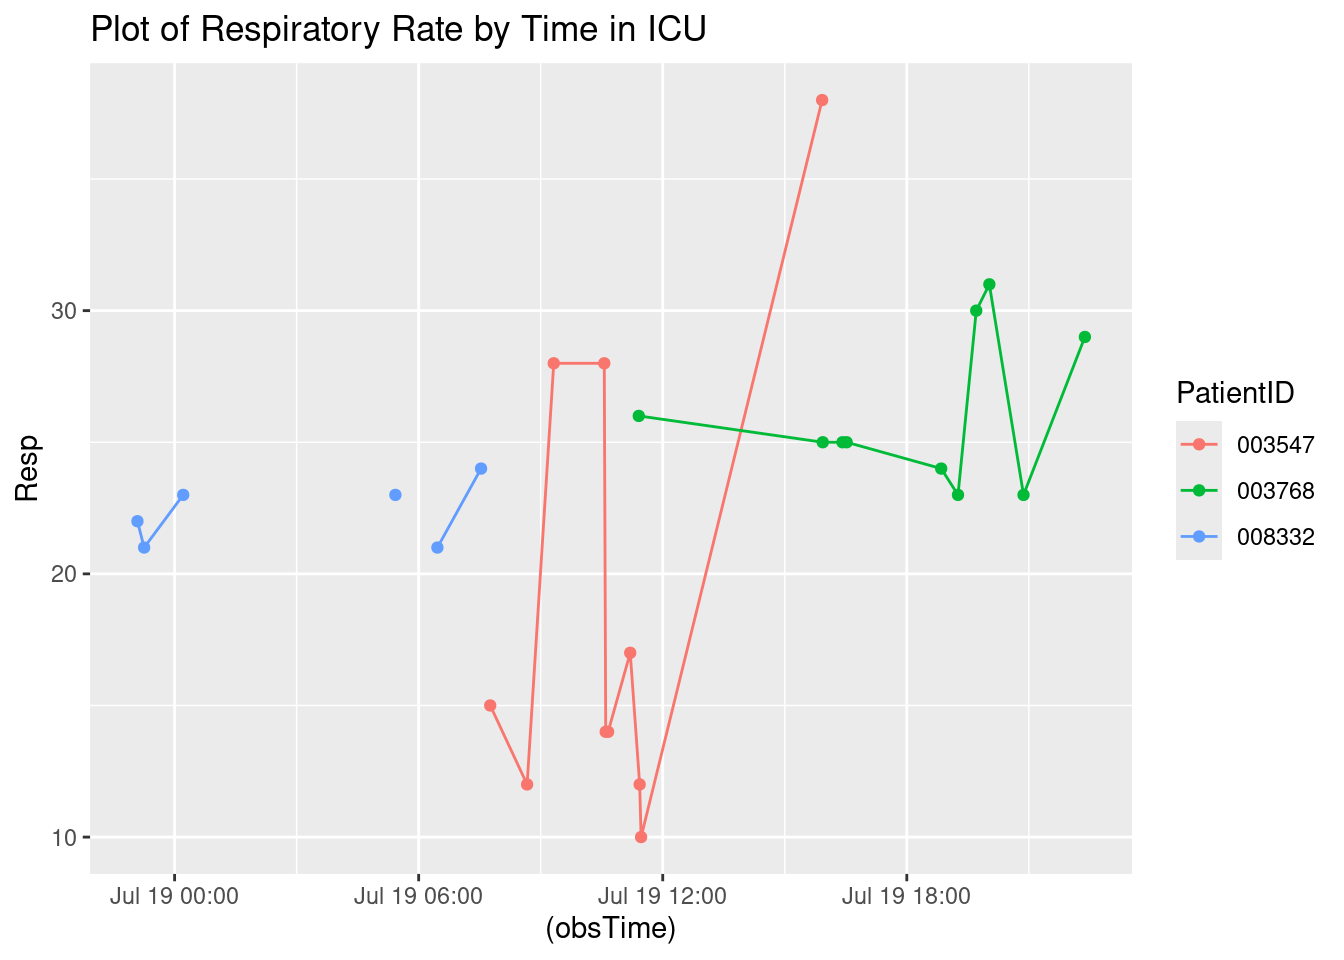 Plot of Respiratory Rate by Time in ICU
Resp
30
20
10
Jul 19 00:00
Jul 19 06:00
Jul 19 12:00
Jul 19 18:00
(obsTime)
PatientID
003547
003768
008332